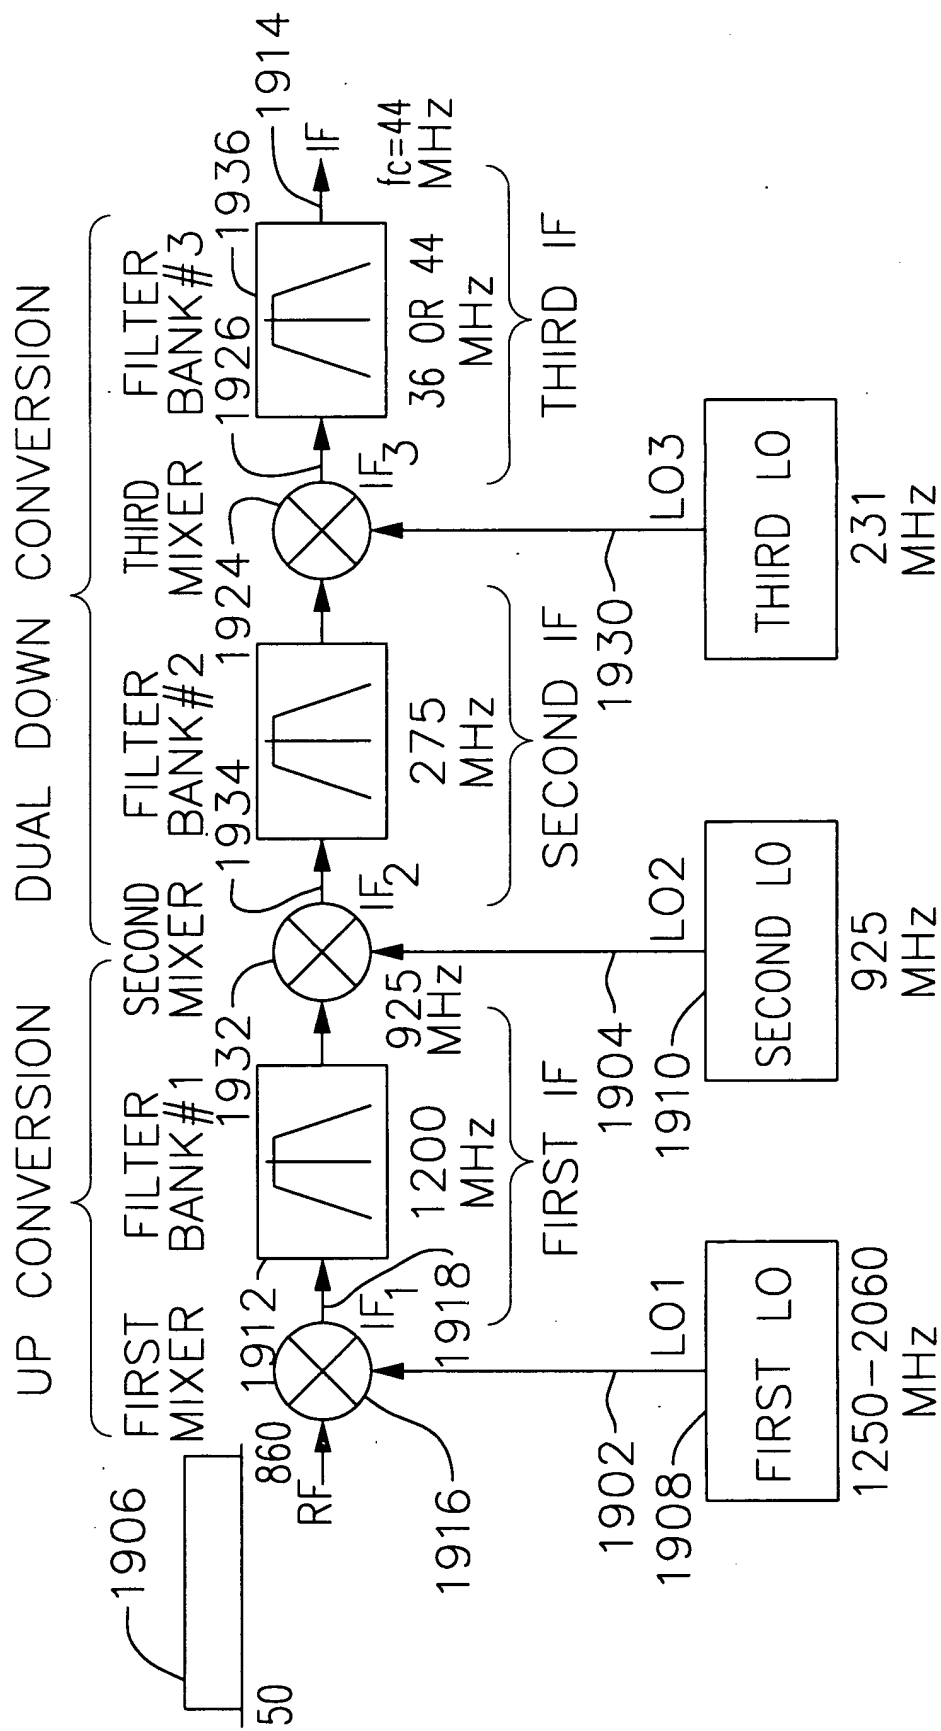 UP CONVERSION
DUAL DOWN CONVERSION
FIRST
MIXER
FILTER
BANK#1
SECOND
MIXER
FILTER
BANK#2
THIRD
MIXER
FILTER
BANK#3
1906
50
860
RF
1916
1912
IF1
1918
1200
MHz
FIRST IF
1932
925
MHz
1934
IF2
275
MHz
SECOND IF
1924
1926
IF3
1936
36 OR 44
MHz
THIRD IF
IF
1914
fc=44
MHz
1902
LO1
1908
FIRST LO
1250-2060
MHz
1904
LO2
1910
SECOND LO
925
MHz
1930
LO3
THIRD LO
231
MHz